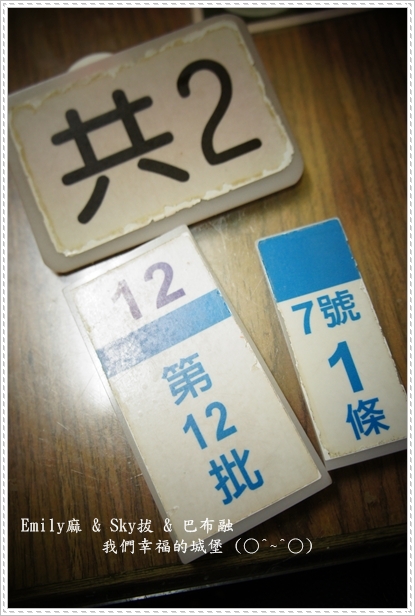 共2
12
第
12
批
7號
1
條
Emily麻 & Sky拔 & 巴布融
我們幸福的城堡 (○^~^○)